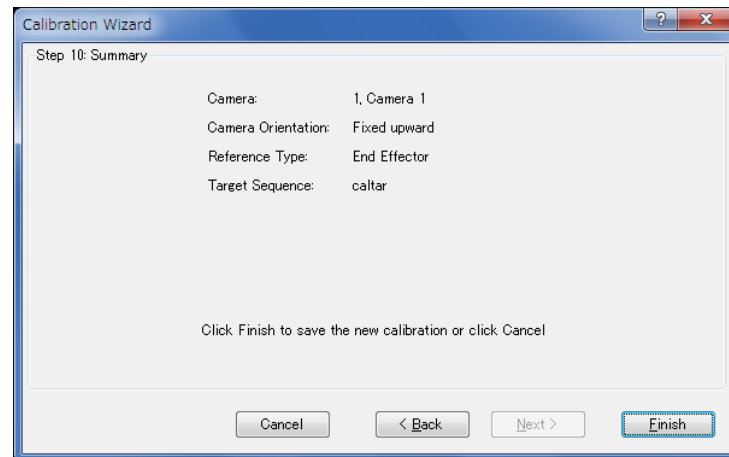 Calibration Wizard
Step 10: Summary
Camera: 1, Camera 1
Camera Orientation: Fixed upward
Reference Type: End Effector
Target Sequence: caltar
Click Finish to save the new calibration or click Cancel
Cancel < Back Next > Finish